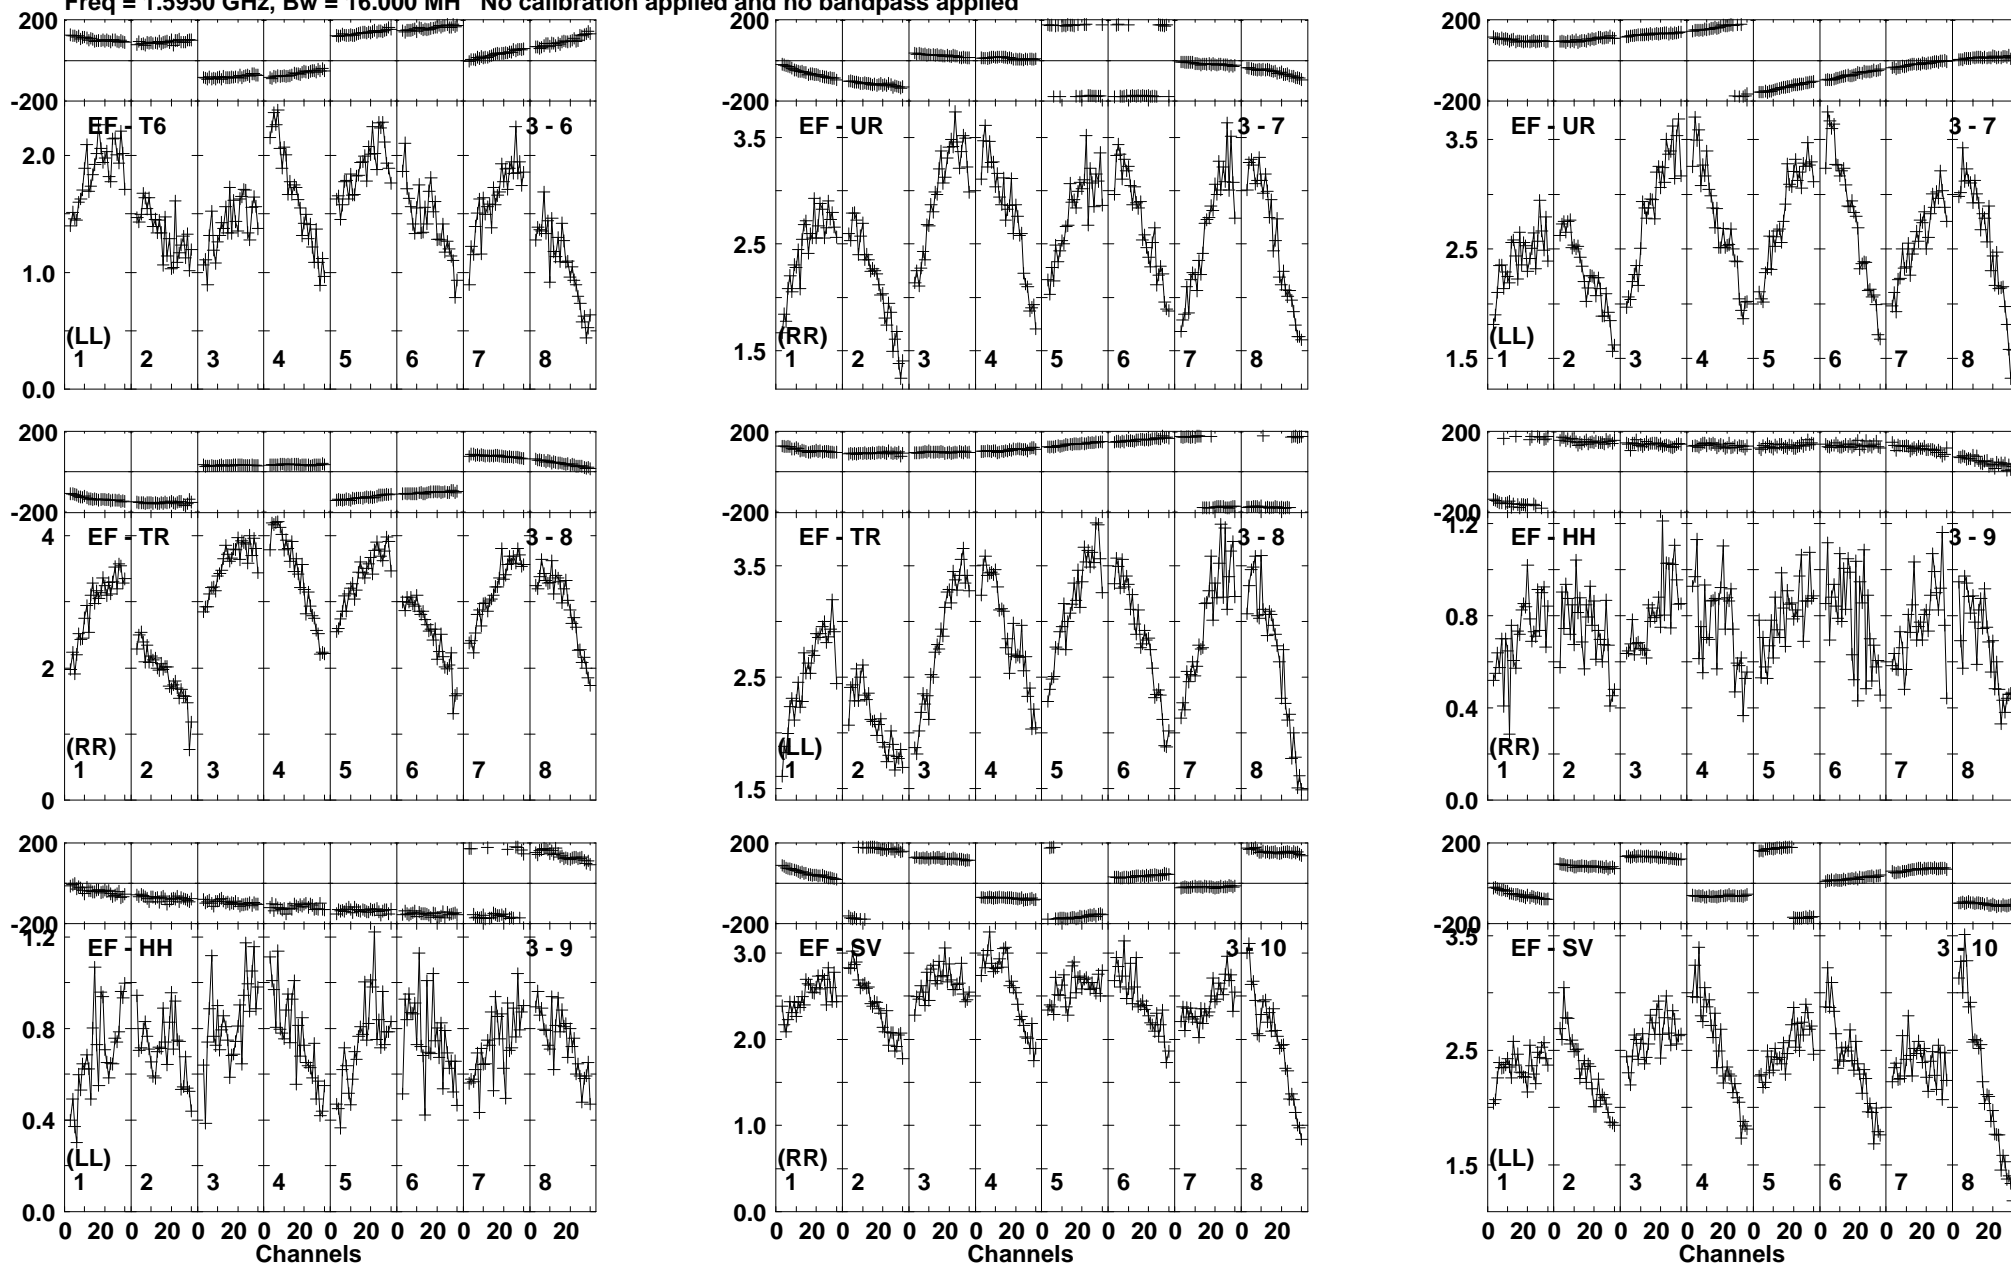 Freq = 1.5950 GHz, Bw = 16.000 MH No calibration applied and no bandpass applied
200
-200
EF - T6 3 - 6
2.0
1.0
0.0
(LL)
1 2 3 4 5 6 7 8
200
-200
EF - UR 3 - 7
3.5
2.5
1.5
(RR)
1 2 3 4 5 6 7 8
200
-200
EF - UR 3 - 7
3.5
2.5
1.5
(LL)
1 2 3 4 5 6 7 8
200
-200
EF - TR 3 - 8
4
2
0
(RR)
1 2 3 4 5 6 7 8
200
-200
EF - TR 3 - 8
3.5
2.5
1.5
(LL)
1 2 3 4 5 6 7 8
200
-200
1.2
EF - HH 3 - 9
0.8
0.4
0.0
(RR)
1 2 3 4 5 6 7 8
200
-200
1.2
EF - HH 3 - 9
0.8
0.4
0.0
(LL)
1 2 3 4 5 6 7 8
0 20 0 20 0 20 0 20 0 20 0 20 0 20 0 20
Channels
200
-200
EF - SV 3 - 10
3.0
2.0
1.0
0.0
(RR)
1 2 3 4 5 6 7 8
0 20 0 20 0 20 0 20 0 20 0 20 0 20 0 20
Channels
200
-200
3.5
EF - SV 3 - 10
2.5
1.5
(LL)
1 2 3 4 5 6 7 8
0 20 0 20 0 20 0 20 0 20 0 20 0 20 0 20
Channels